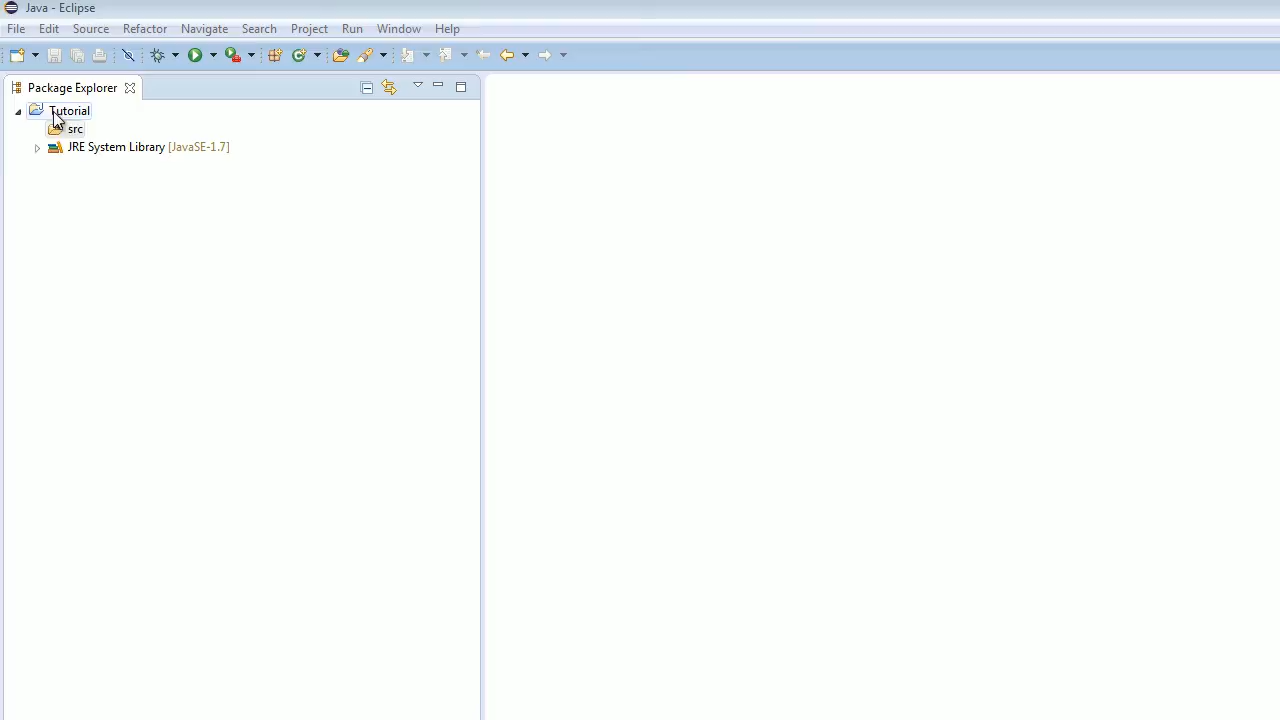 Java - Eclipse
File Edit Source Refactor Navigate Search Project Run Window Help
Package Explorer
Tutorial
src
JRE System Library [JavaSE-1.7]